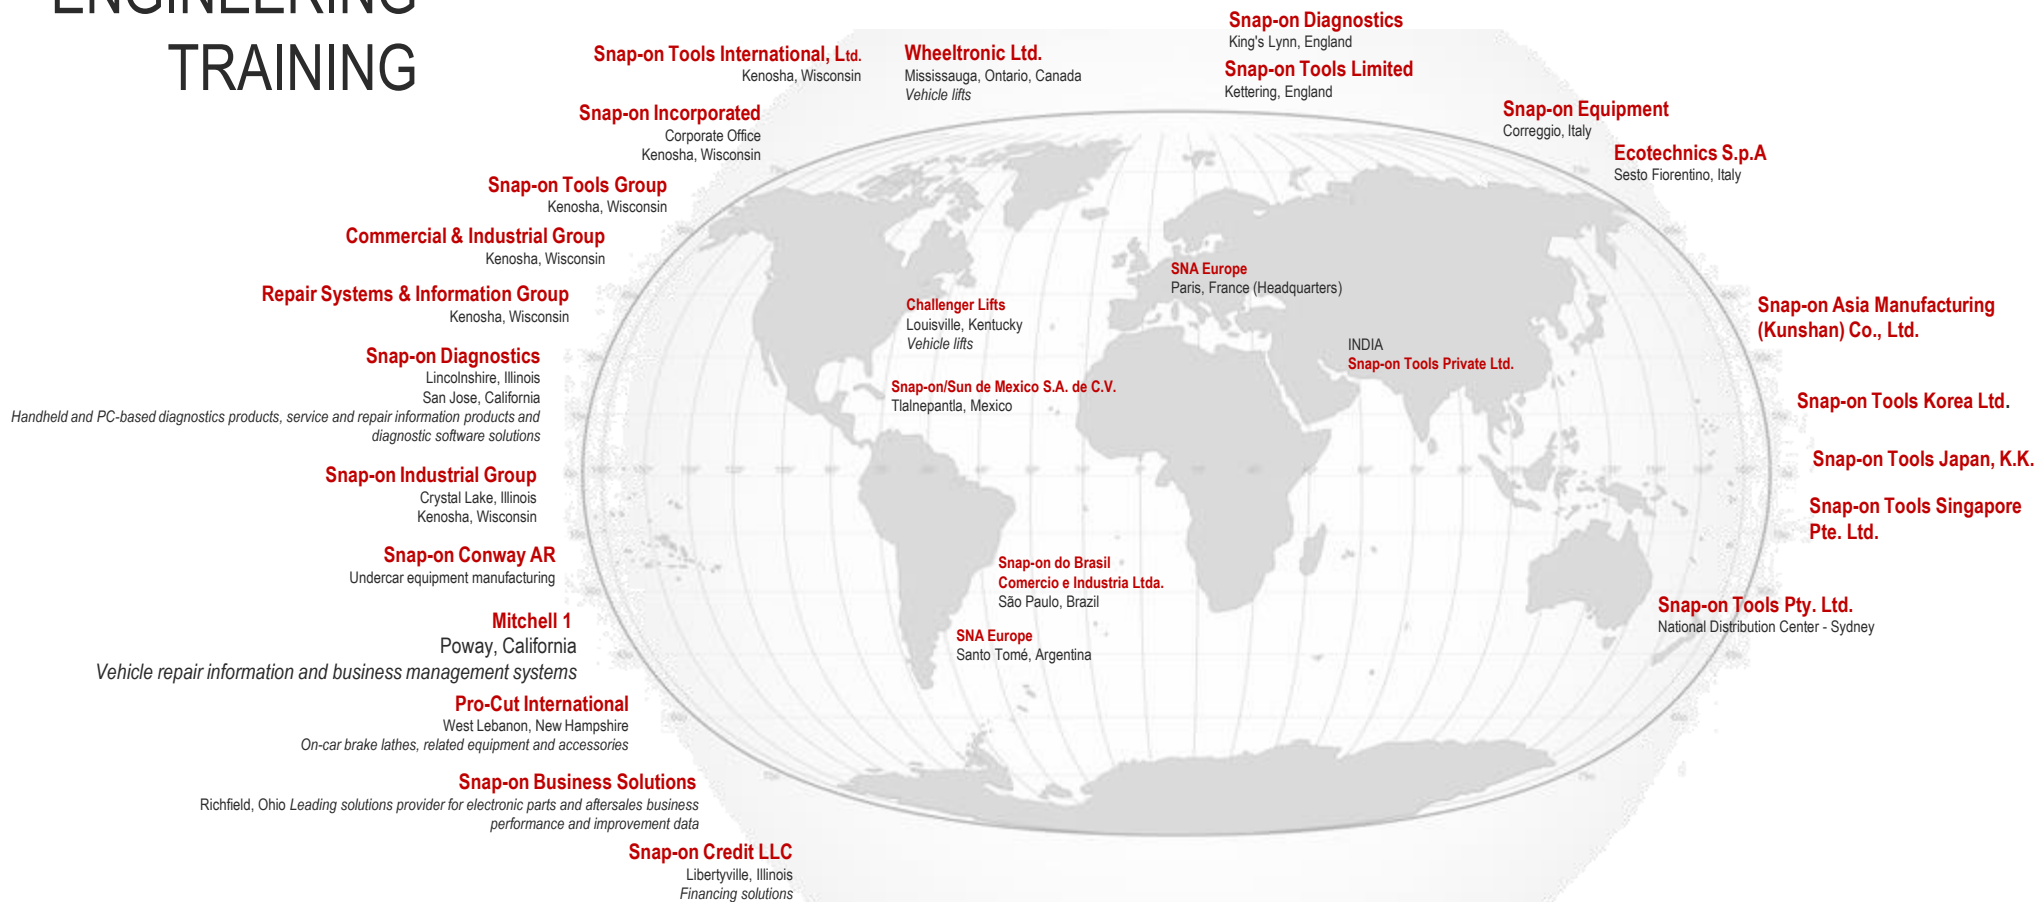 ENGINEERING
TRAINING
Snap-on Tools International, Ltd.
Kenosha, Wisconsin
Wheeltronic Ltd.
Mississauga, Ontario, Canada
Vehicle lifts
Snap-on Diagnostics
King's Lynn, England
Snap-on Tools Limited
Kettering, England
Snap-on Equipment
Correggio, Italy
Ecotechnics S.p.A
Sesto Fiorentino, Italy
Snap-on Incorporated
Corporate Office
Kenosha, Wisconsin
Snap-on Tools Group
Kenosha, Wisconsin
Commercial & Industrial Group
Kenosha, Wisconsin
Repair Systems & Information Group
Kenosha, Wisconsin
Snap-on Diagnostics
Lincolnshire, Illinois
San Jose, California
Handheld and PC-based diagnostics products, service and repair information products and
diagnostic software solutions
Snap-on Industrial Group
Crystal Lake, Illinois
Kenosha, Wisconsin
Snap-on Conway AR
Undercar equipment manufacturing
Mitchell 1
Poway, California
Vehicle repair information and business management systems
Pro-Cut International
West Lebanon, New Hampshire
On-car brake lathes, related equipment and accessories
Snap-on Business Solutions
Richfield, Ohio Leading solutions provider for electronic parts and aftersales business
performance and improvement data
Snap-on Credit LLC
Libertyville, Illinois
Financing solutions
Challenger Lifts
Louisville, Kentucky
Vehicle lifts
Snap-on/Sun de Mexico S.A. de C.V.
Tlalnepantla, Mexico
Snap-on do Brasil
Comercio e Industria Ltda.
São Paulo, Brazil
SNA Europe
Santo Tomé, Argentina
SNA Europe
Paris, France (Headquarters)
INDIA
Snap-on Tools Private Ltd.
Snap-on Asia Manufacturing
(Kunshan) Co., Ltd.
Snap-on Tools Korea Ltd.
Snap-on Tools Japan, K.K.
Snap-on Tools Singapore
Pte. Ltd.
Snap-on Tools Pty. Ltd.
National Distribution Center - Sydney